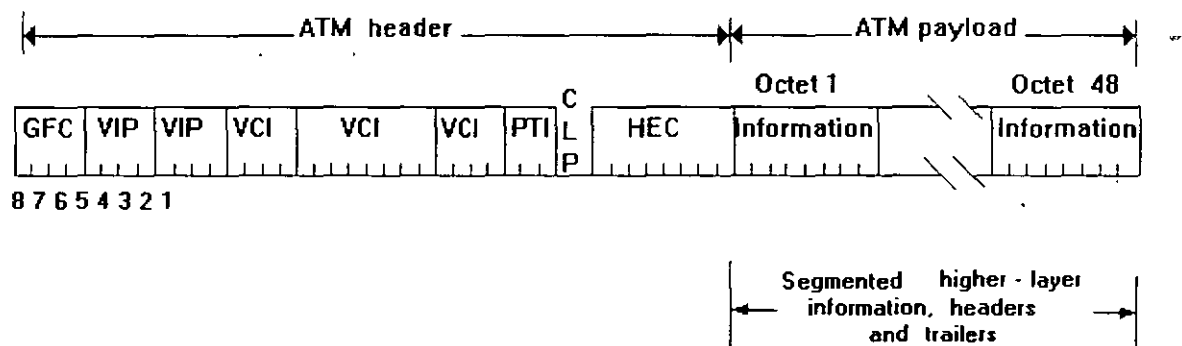 ATM header ATM payload
Octet 1 Octet 48
GFC VIP VIP VCI VCI VCI PTI CLP HEC Information Information
8 7 6 5 4 3 2 1
Segmented higher-layer
information, headers
and trailers